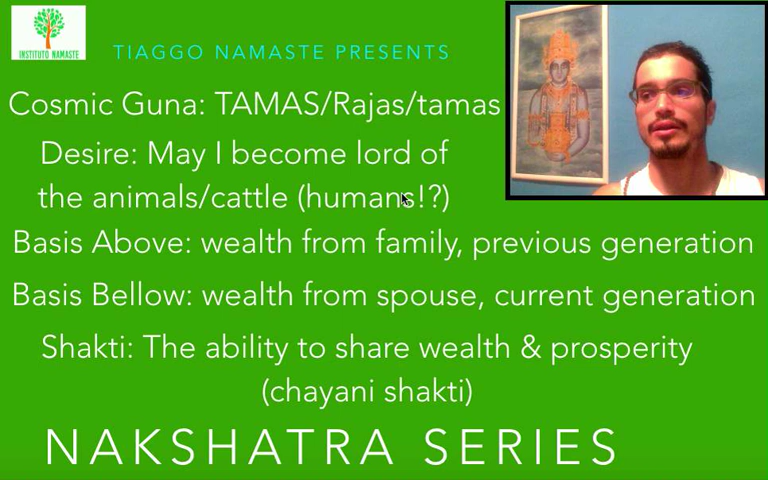 INSTITUTO NAMASTE
TIAGGO NAMASTE PRESENTS
Cosmic Guna: TAMAS/Rajas/tamas
Desire: May I become lord of
the animals/cattle (humans!?)
Basis Above: wealth from family, previous generation
Basis Bellow: wealth from spouse, current generation
Shakti: The ability to share wealth & prosperity
(chayani shakti)
NAKSHATRA SERIES